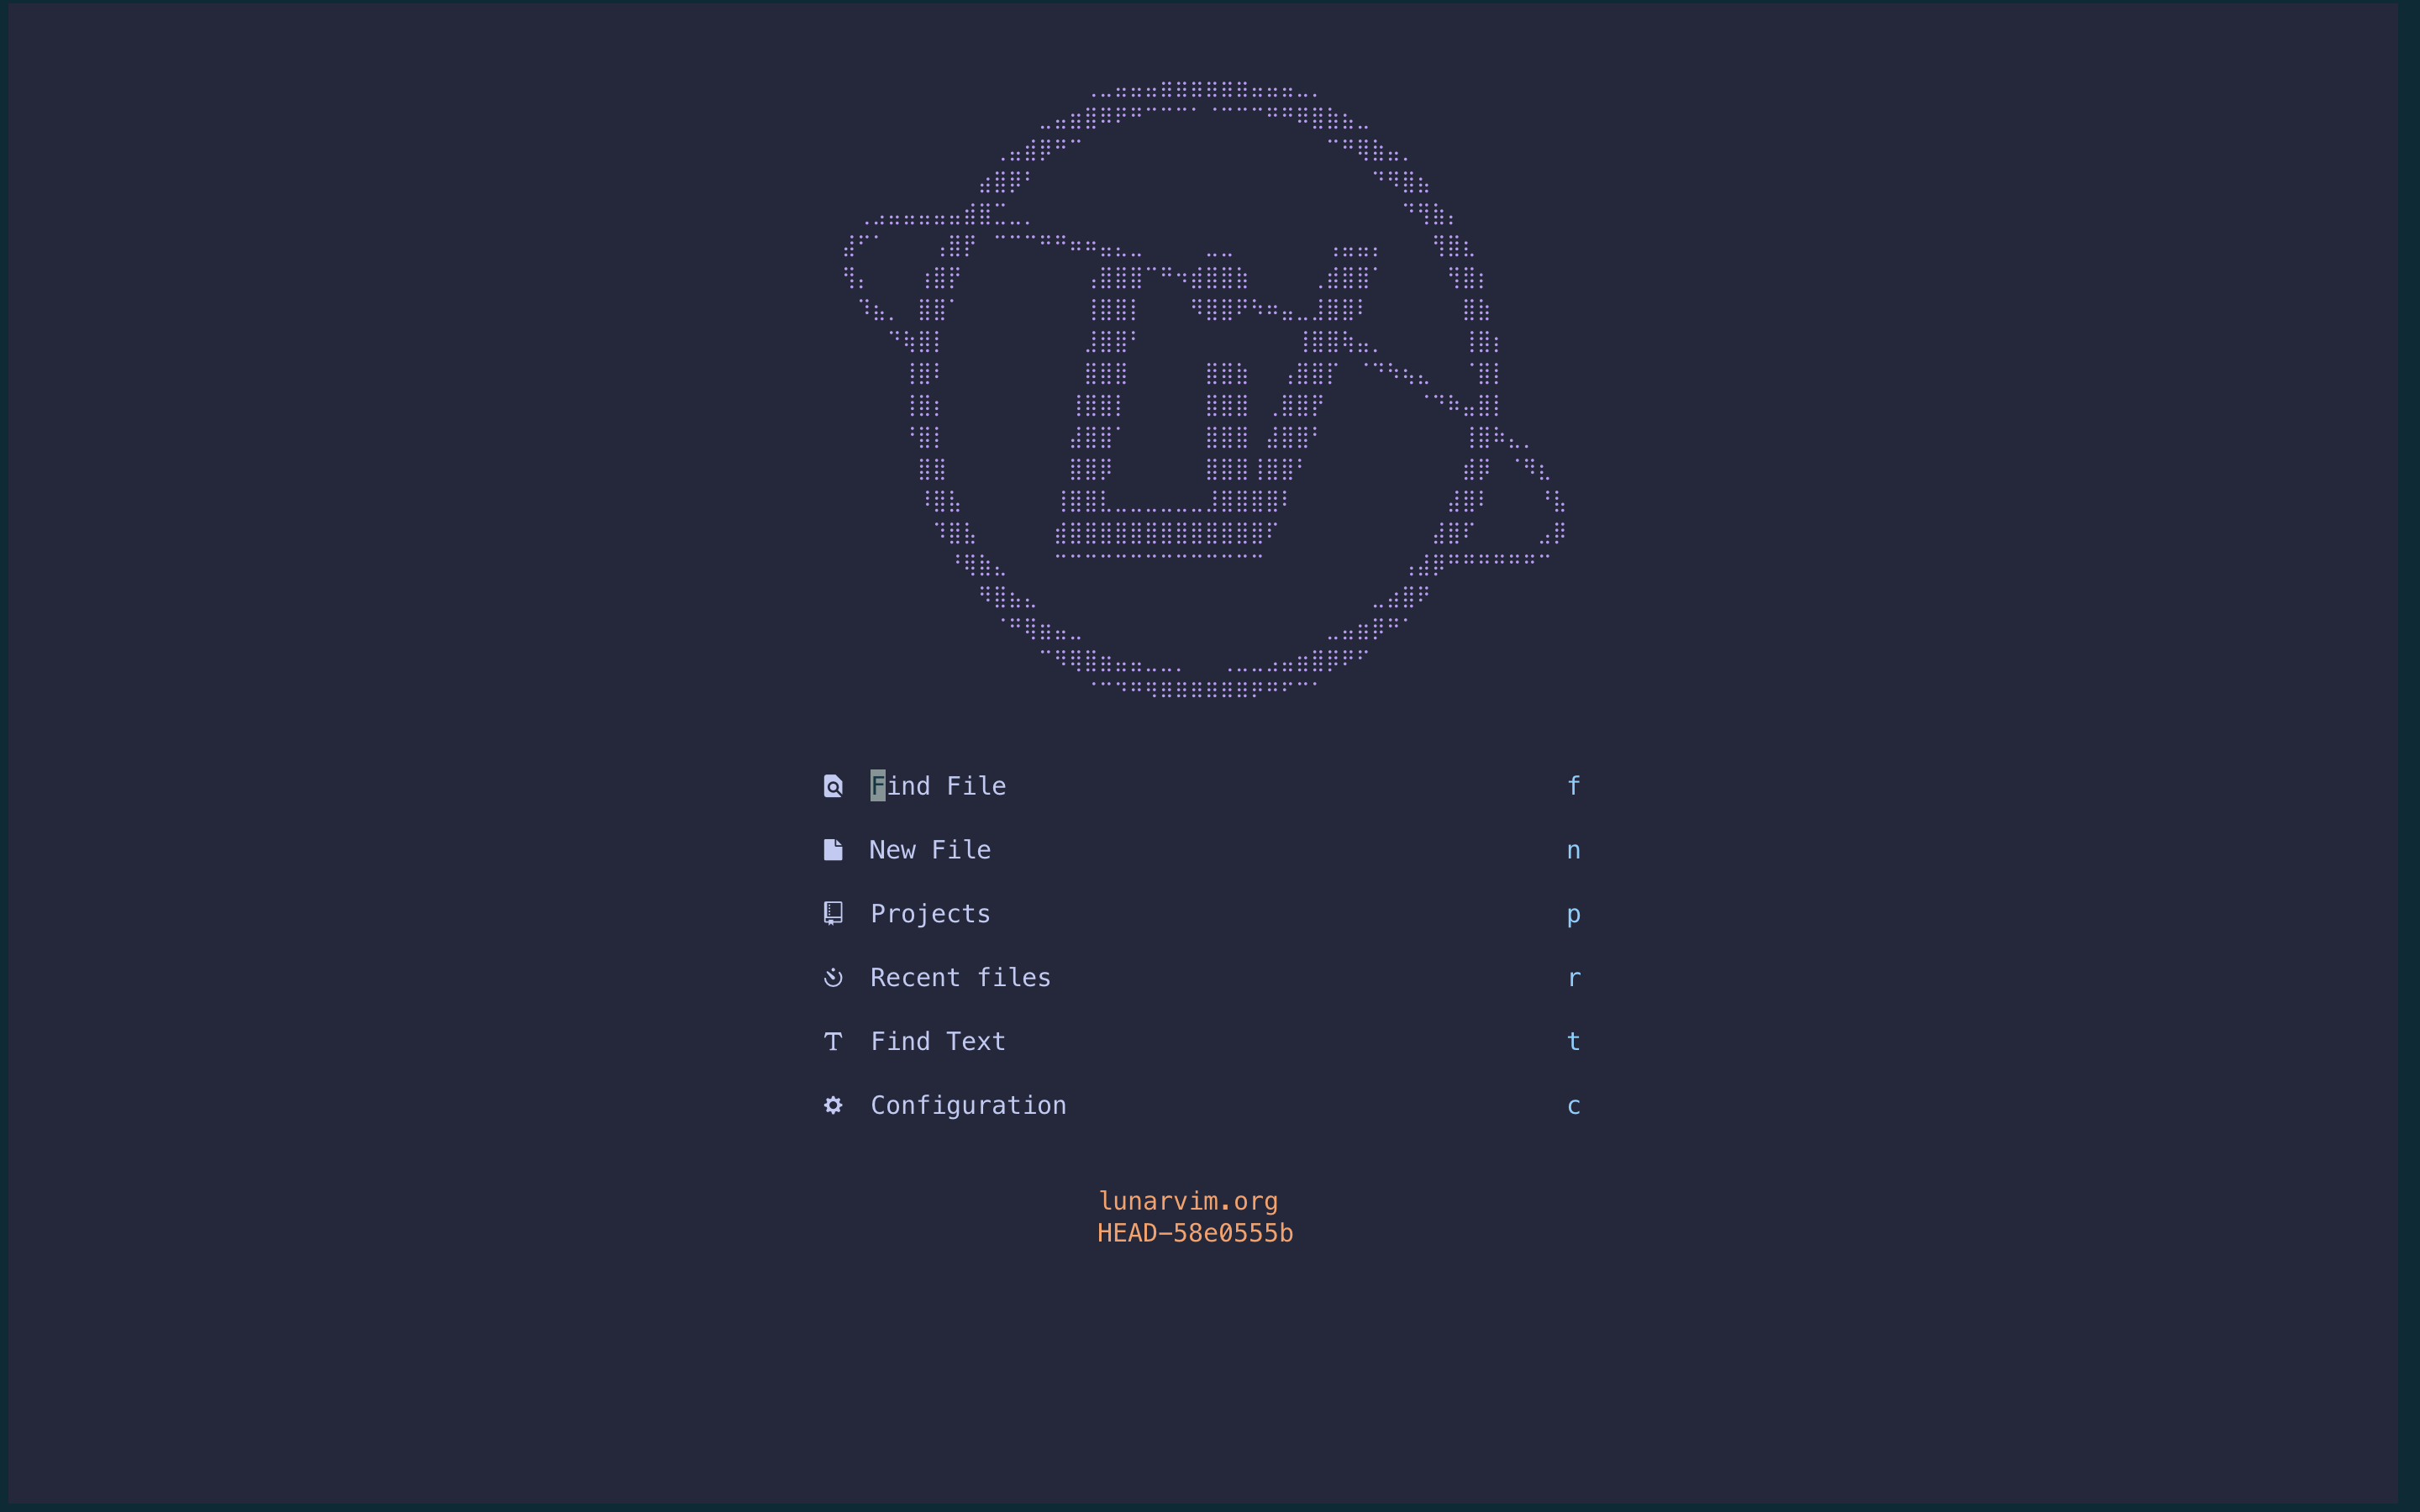 Find File f
New File n
Projects p
Recent files r
Find Text t
Configuration c
lunarvim.org
HEAD-58e0555b